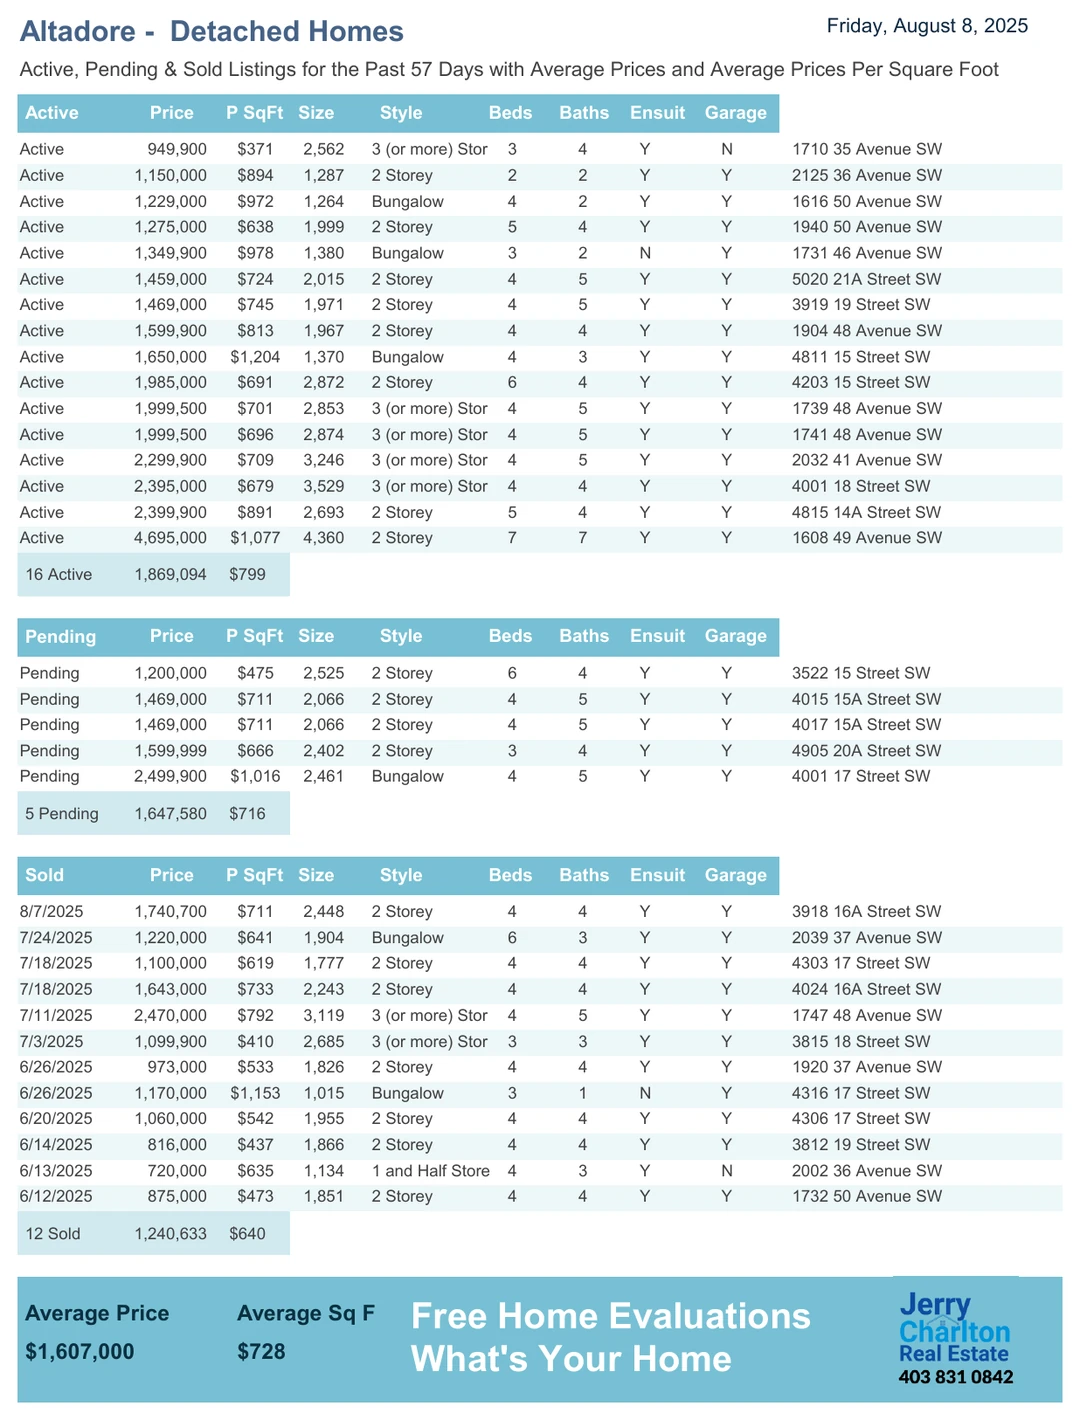 Altadore -  Detached Homes
Friday, August 8, 2025
Active, Pending & Sold Listings for the Past 57 Days with Average Prices and Average Prices Per Square Foot
Active Price P SqFt Size Style Beds Baths Ensuit Garage
Active 949,900 $371 2,562 3 (or more) Stor 3 4 Y N 1710 35 Avenue SW
Active 1,150,000 $894 1,287 2 Storey 2 2 Y Y 2125 36 Avenue SW
Active 1,229,000 $972 1,264 Bungalow 4 2 Y Y 1616 50 Avenue SW
Active 1,275,000 $638 1,999 2 Storey 5 4 Y Y 1940 50 Avenue SW
Active 1,349,900 $978 1,380 Bungalow 3 2 N Y 1731 46 Avenue SW
Active 1,459,000 $724 2,015 2 Storey 4 5 Y Y 5020 21A Street SW
Active 1,469,000 $745 1,971 2 Storey 4 5 Y Y 3919 19 Street SW
Active 1,599,900 $813 1,967 2 Storey 4 4 Y Y 1904 48 Avenue SW
Active 1,650,000 $1,204 1,370 Bungalow 4 3 Y Y 4811 15 Street SW
Active 1,985,000 $691 2,872 2 Storey 6 4 Y Y 4203 15 Street SW
Active 1,999,500 $701 2,853 3 (or more) Stor 4 5 Y Y 1739 48 Avenue SW
Active 1,999,500 $696 2,874 3 (or more) Stor 4 5 Y Y 1741 48 Avenue SW
Active 2,299,900 $709 3,246 3 (or more) Stor 4 5 Y Y 2032 41 Avenue SW
Active 2,395,000 $679 3,529 3 (or more) Stor 4 4 Y Y 4001 18 Street SW
Active 2,399,900 $891 2,693 2 Storey 5 4 Y Y 4815 14A Street SW
Active 4,695,000 $1,077 4,360 2 Storey 7 7 Y Y 1608 49 Avenue SW
16 Active 1,869,094 $799
Pending Price P SqFt Size Style Beds Baths Ensuit Garage
Pending 1,200,000 $475 2,525 2 Storey 6 4 Y Y 3522 15 Street SW
Pending 1,469,000 $711 2,066 2 Storey 4 5 Y Y 4015 15A Street SW
Pending 1,469,000 $711 2,066 2 Storey 4 5 Y Y 4017 15A Street SW
Pending 1,599,999 $666 2,402 2 Storey 3 4 Y Y 4905 20A Street SW
Pending 2,499,900 $1,016 2,461 Bungalow 4 5 Y Y 4001 17 Street SW
5 Pending 1,647,580 $716
Sold Price P SqFt Size Style Beds Baths Ensuit Garage
8/7/2025 1,740,700 $711 2,448 2 Storey 4 4 Y Y 3918 16A Street SW
7/24/2025 1,220,000 $641 1,904 Bungalow 6 3 Y Y 2039 37 Avenue SW
7/18/2025 1,100,000 $619 1,777 2 Storey 4 4 Y Y 4303 17 Street SW
7/18/2025 1,643,000 $733 2,243 2 Storey 4 4 Y Y 4024 16A Street SW
7/11/2025 2,470,000 $792 3,119 3 (or more) Stor 4 5 Y Y 1747 48 Avenue SW
7/3/2025 1,099,900 $410 2,685 3 (or more) Stor 3 3 Y Y 3815 18 Street SW
6/26/2025 973,000 $533 1,826 2 Storey 4 4 Y Y 1920 37 Avenue SW
6/26/2025 1,170,000 $1,153 1,015 Bungalow 3 1 N Y 4316 17 Street SW
6/20/2025 1,060,000 $542 1,955 2 Storey 4 4 Y Y 4306 17 Street SW
6/14/2025 816,000 $437 1,866 2 Storey 4 4 Y Y 3812 19 Street SW
6/13/2025 720,000 $635 1,134 1 and Half Store 4 3 Y N 2002 36 Avenue SW
6/12/2025 875,000 $473 1,851 2 Storey 4 4 Y Y 1732 50 Avenue SW
12 Sold 1,240,633 $640
Average Price Average Sq F
$1,607,000 $728
Free Home Evaluations
What's Your Home
Jerry
Charlton
Real Estate
403 831 0842